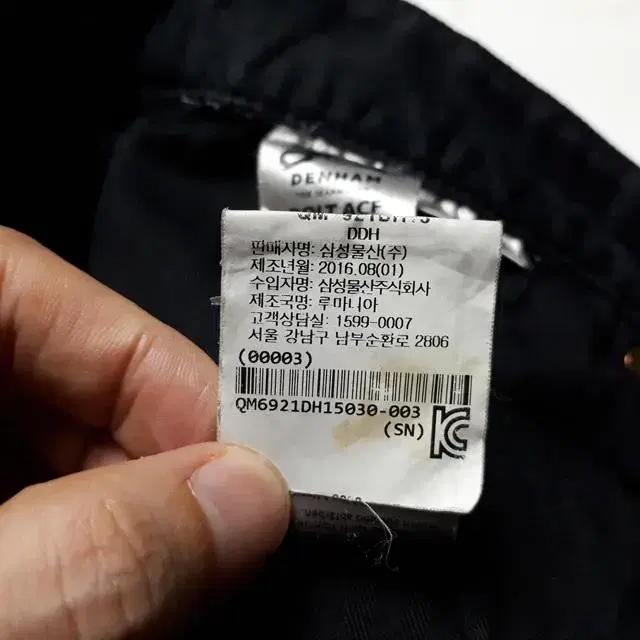 DENHAM
BOLT ACE
DDH
판매자명: 삼성물산(주)
제조년월: 2016.08(01)
수입자명: 삼성물산주식회사
제조국명: 루마니아
고객상담실: 1599-0007
서울 강남구 남부순환로 2806
(00003)
QM6921DH15030-003
(SN)